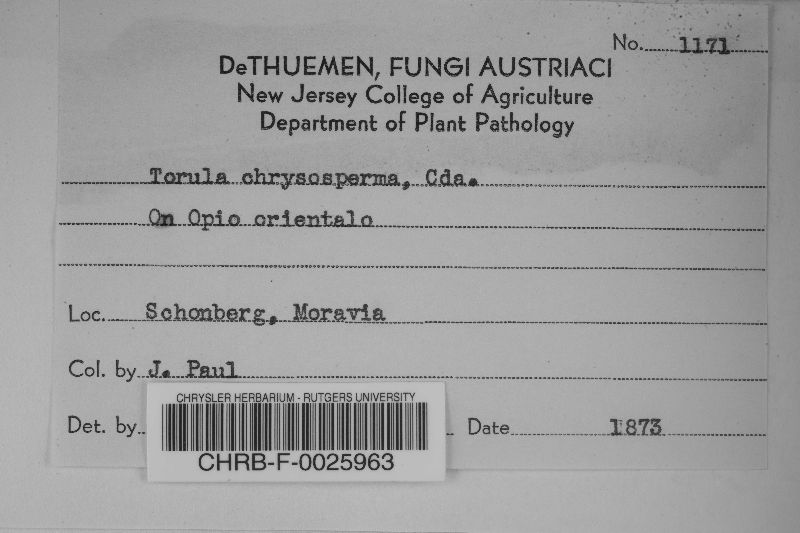 No. 1171
DeTHUEMEN, FUNGI AUSTRIACI
New Jersey College of Agriculture
Department of Plant Pathology
Torula chrysosperma, Cda.
On Opio orientalo
Loc. Schonberg, Moravia
Col. by J. Paul
Det. by Date 1873
CHRYSLER HERBARIUM - RUTGERS UNIVERSITY
CHRB-F-0025963